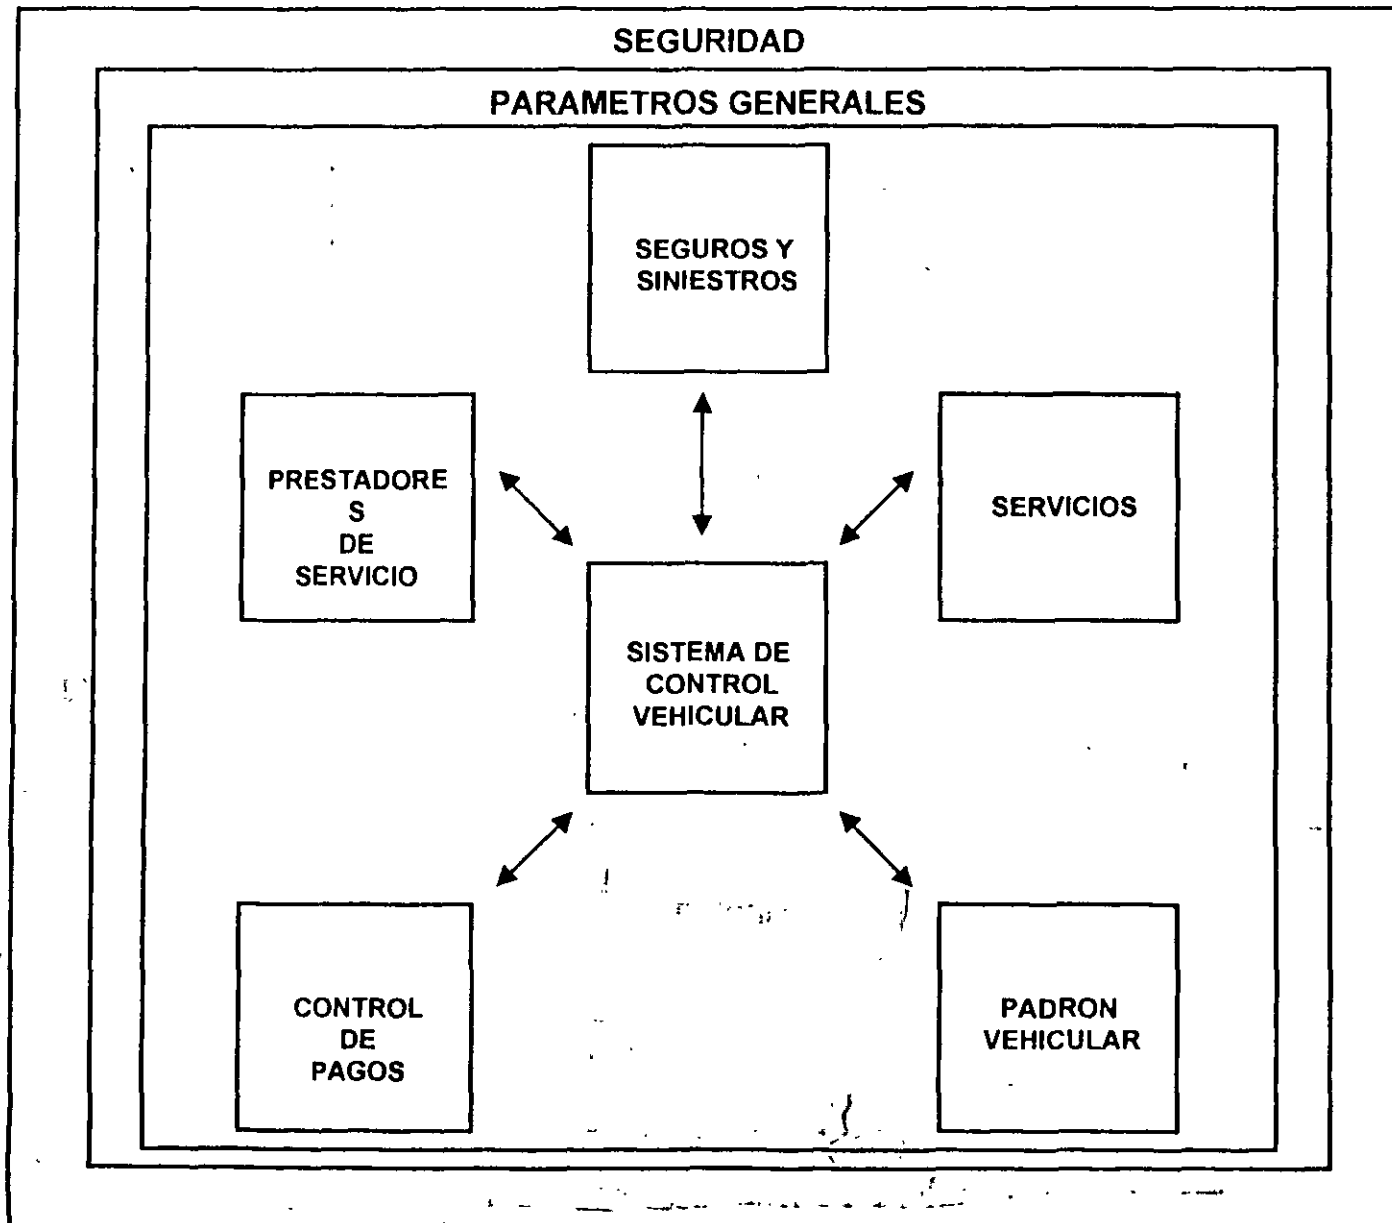 SEGURIDAD
PARAMETROS GENERALES
SEGUROS Y
SINIESTROS
PRESTADORE
S
DE
SERVICIO
SERVICIOS
SISTEMA DE
CONTROL
VEHICULAR
CONTROL
DE
PAGOS
PADRON
VEHICULAR